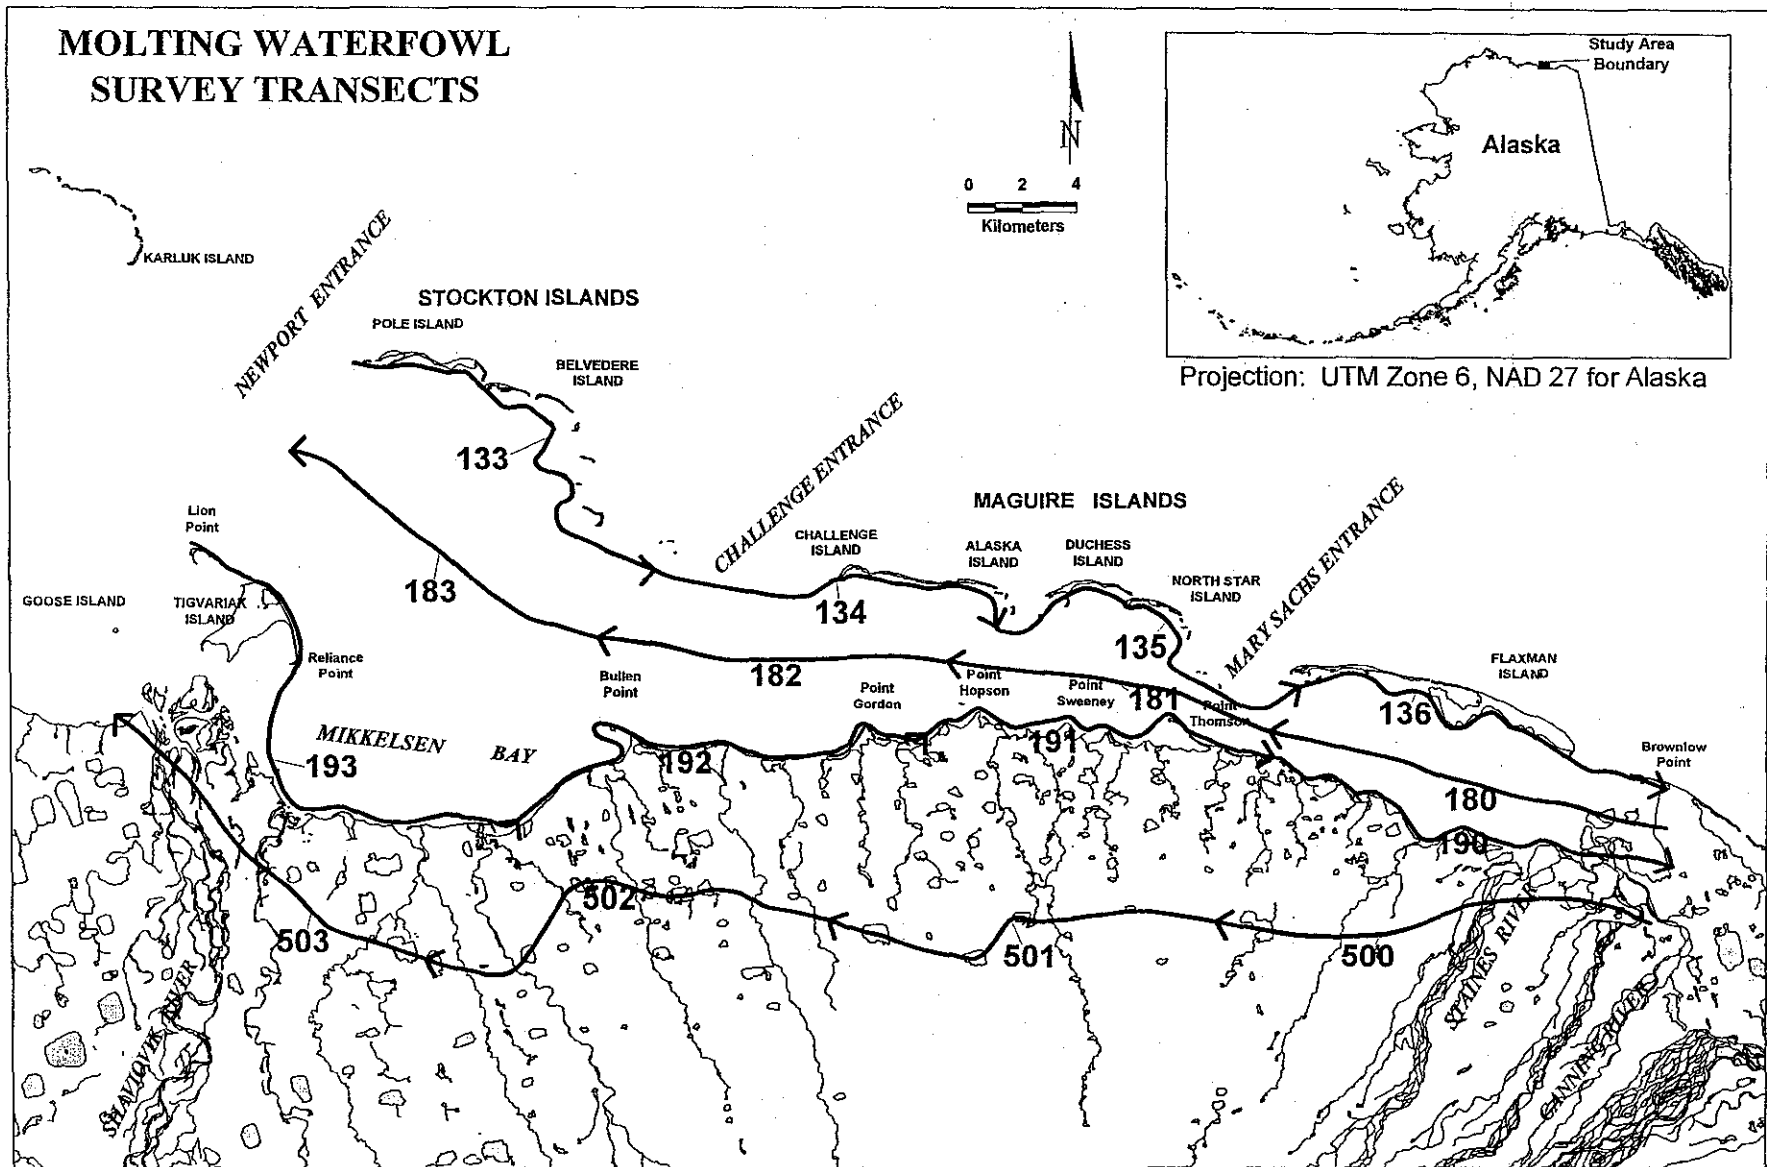 MOLTING WATERFOWL
SURVEY TRANSECTS
N
0 2 4
Kilometers
Study Area
Boundary
Alaska
Projection: UTM Zone 6, NAD 27 for Alaska
KARLUK ISLAND
NEWPORT ENTRANCE
STOCKTON ISLANDS
POLE ISLAND
BELVEDERE
ISLAND
133
CHALLENGE ENTRANCE
MAGUIRE ISLANDS
CHALLENGE
ISLAND
ALASKA
ISLAND
DUCHESS
ISLAND
NORTH STAR
ISLAND
MARY SACHS ENTRANCE
FLAXMAN
ISLAND
Lion
Point
GOOSE ISLAND
TIGVARIAK
ISLAND
Reliance
Point
183
134
135
182
181
136
Bullen
Point
Point
Gordon
Point
Hopson
Point
Sweeney
Point
Thomson
Brownlow
Point
MIKKELSEN BAY
193
192
191
180
190
503
502
501
500
SHAVIOVIK RIVER
STAINES RIVER
CANNING RIVER